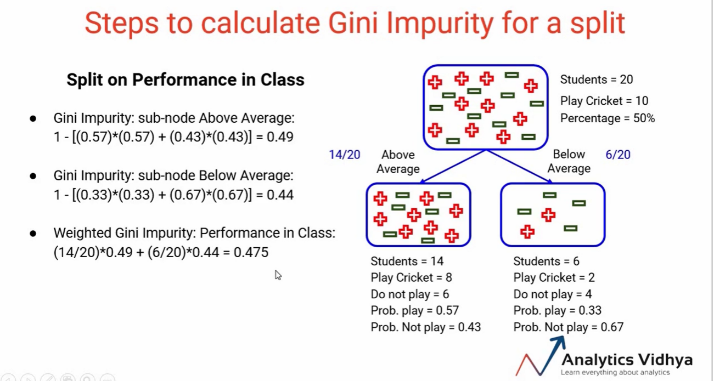 Steps to calculate Gini Impurity for a split
Split on Performance in Class
● Gini Impurity: sub-node Above Average:
1 - [(0.57)*(0.57) + (0.43)*(0.43)] = 0.49
● Gini Impurity: sub-node Below Average:
1 - [(0.33)*(0.33) + (0.67)*(0.67)] = 0.44
● Weighted Gini Impurity: Performance in Class:
(14/20)*0.49 + (6/20)*0.44 = 0.475
Students = 20
Play Cricket = 10
Percentage = 50%
14/20
Above
Average
Below
Average
6/20
Students = 14
Play Cricket = 8
Do not play = 6
Prob. play = 0.57
Prob. Not play = 0.43
Students = 6
Play Cricket = 2
Do not play = 4
Prob. play = 0.33
Prob. Not play = 0.67
Analytics Vidhya
Learn everything about analytics